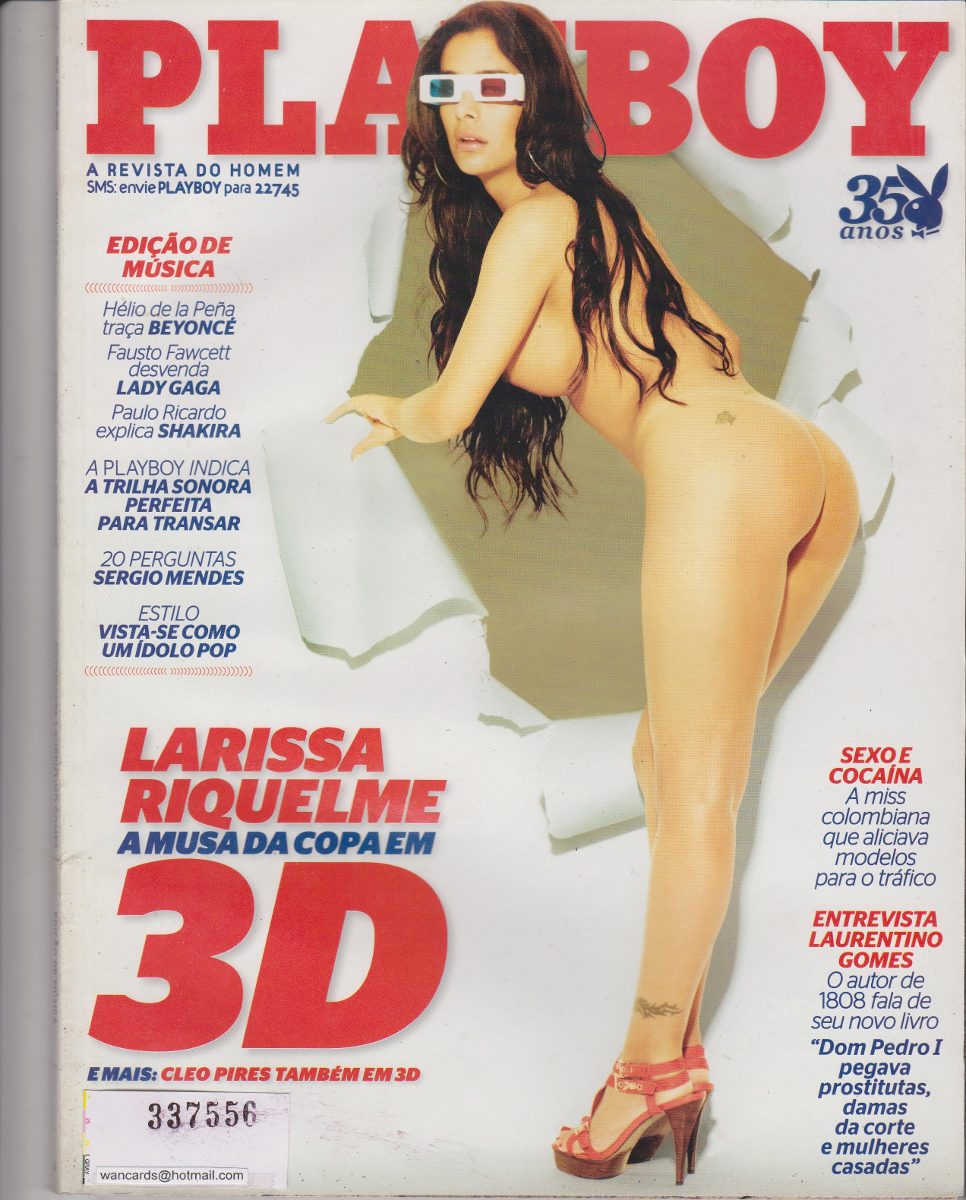 PLAYBOY
A REVISTA DO HOMEM
SMS: envie PLAYBOY para 22745
35
anos
EDIÇÃO DE
MÚSICA
Hélio de la Peña
traça BEYONCÉ
Fausto Fawcett
desvenda
LADY GAGA
Paulo Ricardo
explica SHAKIRA
A PLAYBOY INDICA
A TRILHA SONORA
PERFEITA
PARA TRANSAR
20 PERGUNTAS
SERGIO MENDES
ESTILO
VISTA-SE COMO
UM ÍDOLO POP
LARISSA
RIQUELME
A MUSA DA COPA EM
3D
E MAIS: CLEO PIRES TAMBÉM EM 3D
SEXO E
COCAÍNA
A miss
colombiana
que aliciava
modelos
para o tráfico
ENTREVISTA
LAURENTINO
GOMES
O autor de
1808 fala de
seu novo livro
“Dom Pedro I
pegava
prostitutas,
damas
da corte
e mulheres
casadas”
337556
wancards@hotmail.com